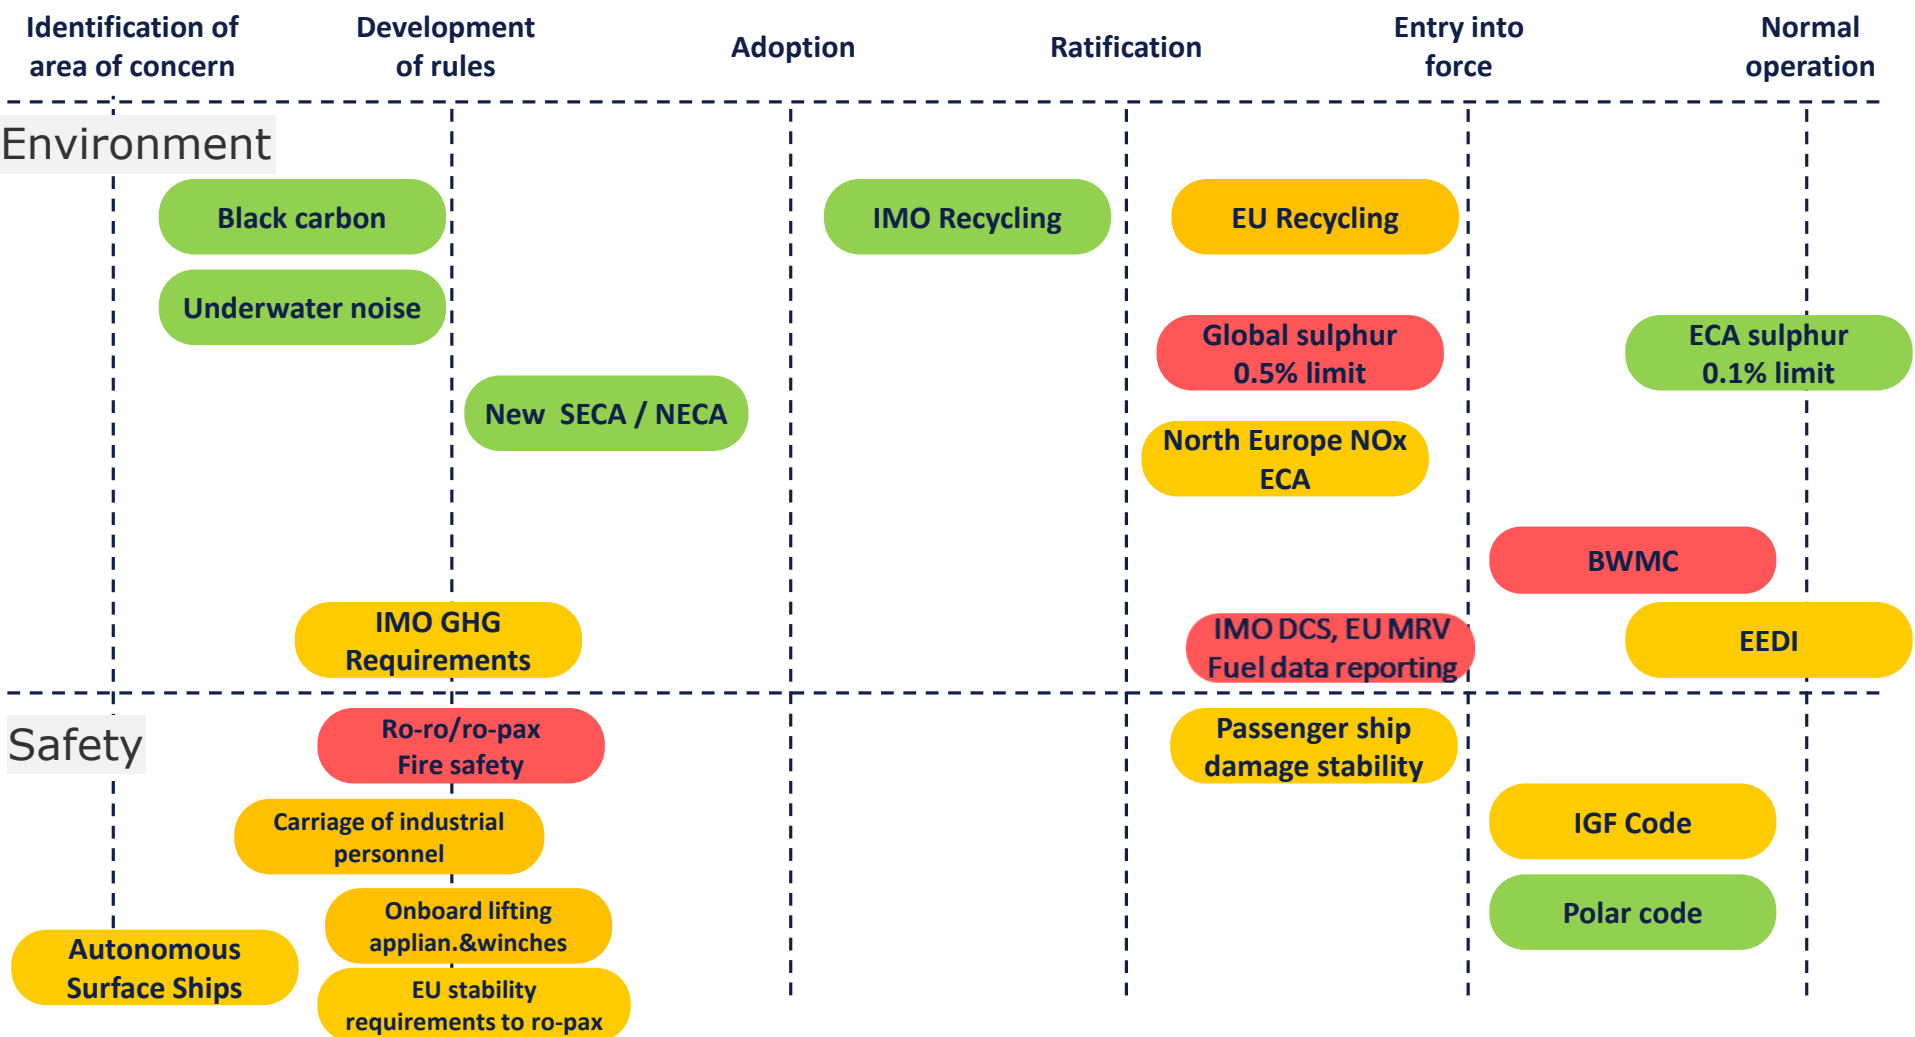 Identification of
area of concern
Development
of rules
Adoption
Ratification
Entry into
force
Normal
operation
Environment
Black carbon
IMO Recycling
EU Recycling
Underwater noise
Global sulphur
0.5% limit
ECA sulphur
0.1% limit
New SECA / NECA
North Europe NOx
ECA
BWMC
IMO GHG
Requirements
IMO DCS, EU MRV
Fuel data reporting
EEDI
Safety
Ro-ro/ro-pax
Fire safety
Passenger ship
damage stability
Carriage of industrial
personnel
IGF Code
Onboard lifting
applian.&winches
Polar code
Autonomous
Surface Ships
EU stability
requirements to ro-pax